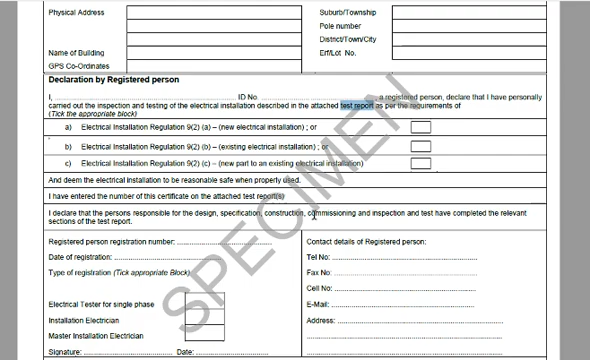 Physical Address
Suburb/Township
Pole number
District/Town/City
Name of Building
Erf/Lot No.
GPS Co-Ordinates
Declaration by Registered person
I, ........ ID No ........ a registered person, declare that I have personally
carried out the inspection and testing of the electrical installation described in the attached test report as per the requirements of
(Tick the appropriate block)
a) Electrical Installation Regulation 9(2) (a) – (new electrical installation) ; or
b) Electrical Installation Regulation 9(2) (b) – (existing electrical installation) ; or
c) Electrical Installation Regulation 9(2) (c) – (new part to an existing electrical installation)
And deem the electrical installation to be reasonable safe when properly used.
I have entered the number of this certificate on the attached test report(s)
I declare that the persons responsible for the design, specification, construction, commissioning and inspection and test have completed the relevant
sections of the test report.
Registered person registration number: ........
Date of registration: ........
Type of registration (Tick appropriate Block)
Electrical Tester for single phase
Installation Electrician
Master Installation Electrician
Signature: ........ Date: ........
Contact details of Registered person:
Tel No: ........
Fax No: ........
Cell No: ........
E-Mail: ........
Address: ........
SPECIMEN